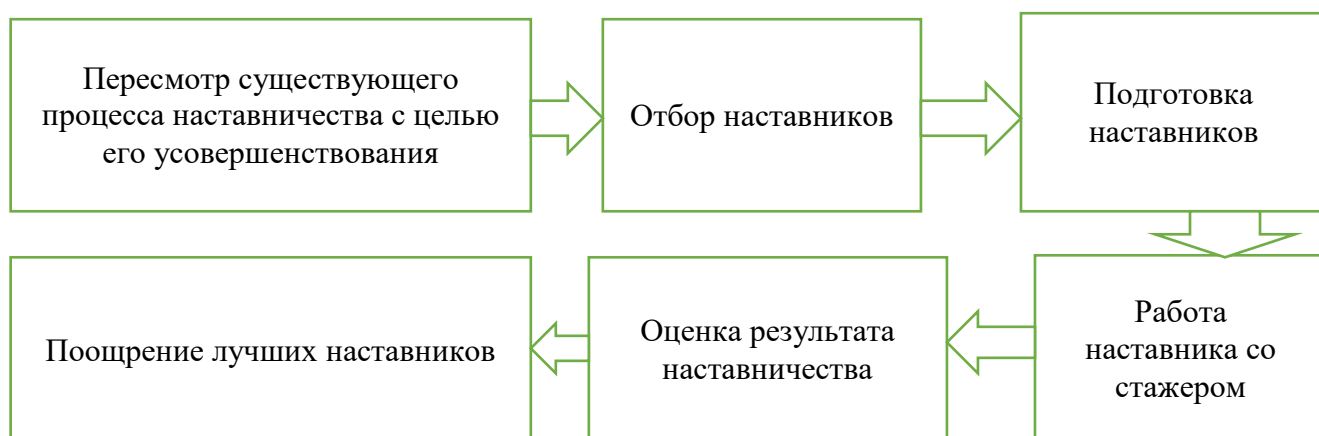 Пересмотр существующего
процесса наставничества с целью
его усовершенствования
Отбор наставников
Подготовка
наставников
Работа
наставника со
стажером
Оценка результата
наставничества
Поощрение лучших наставников